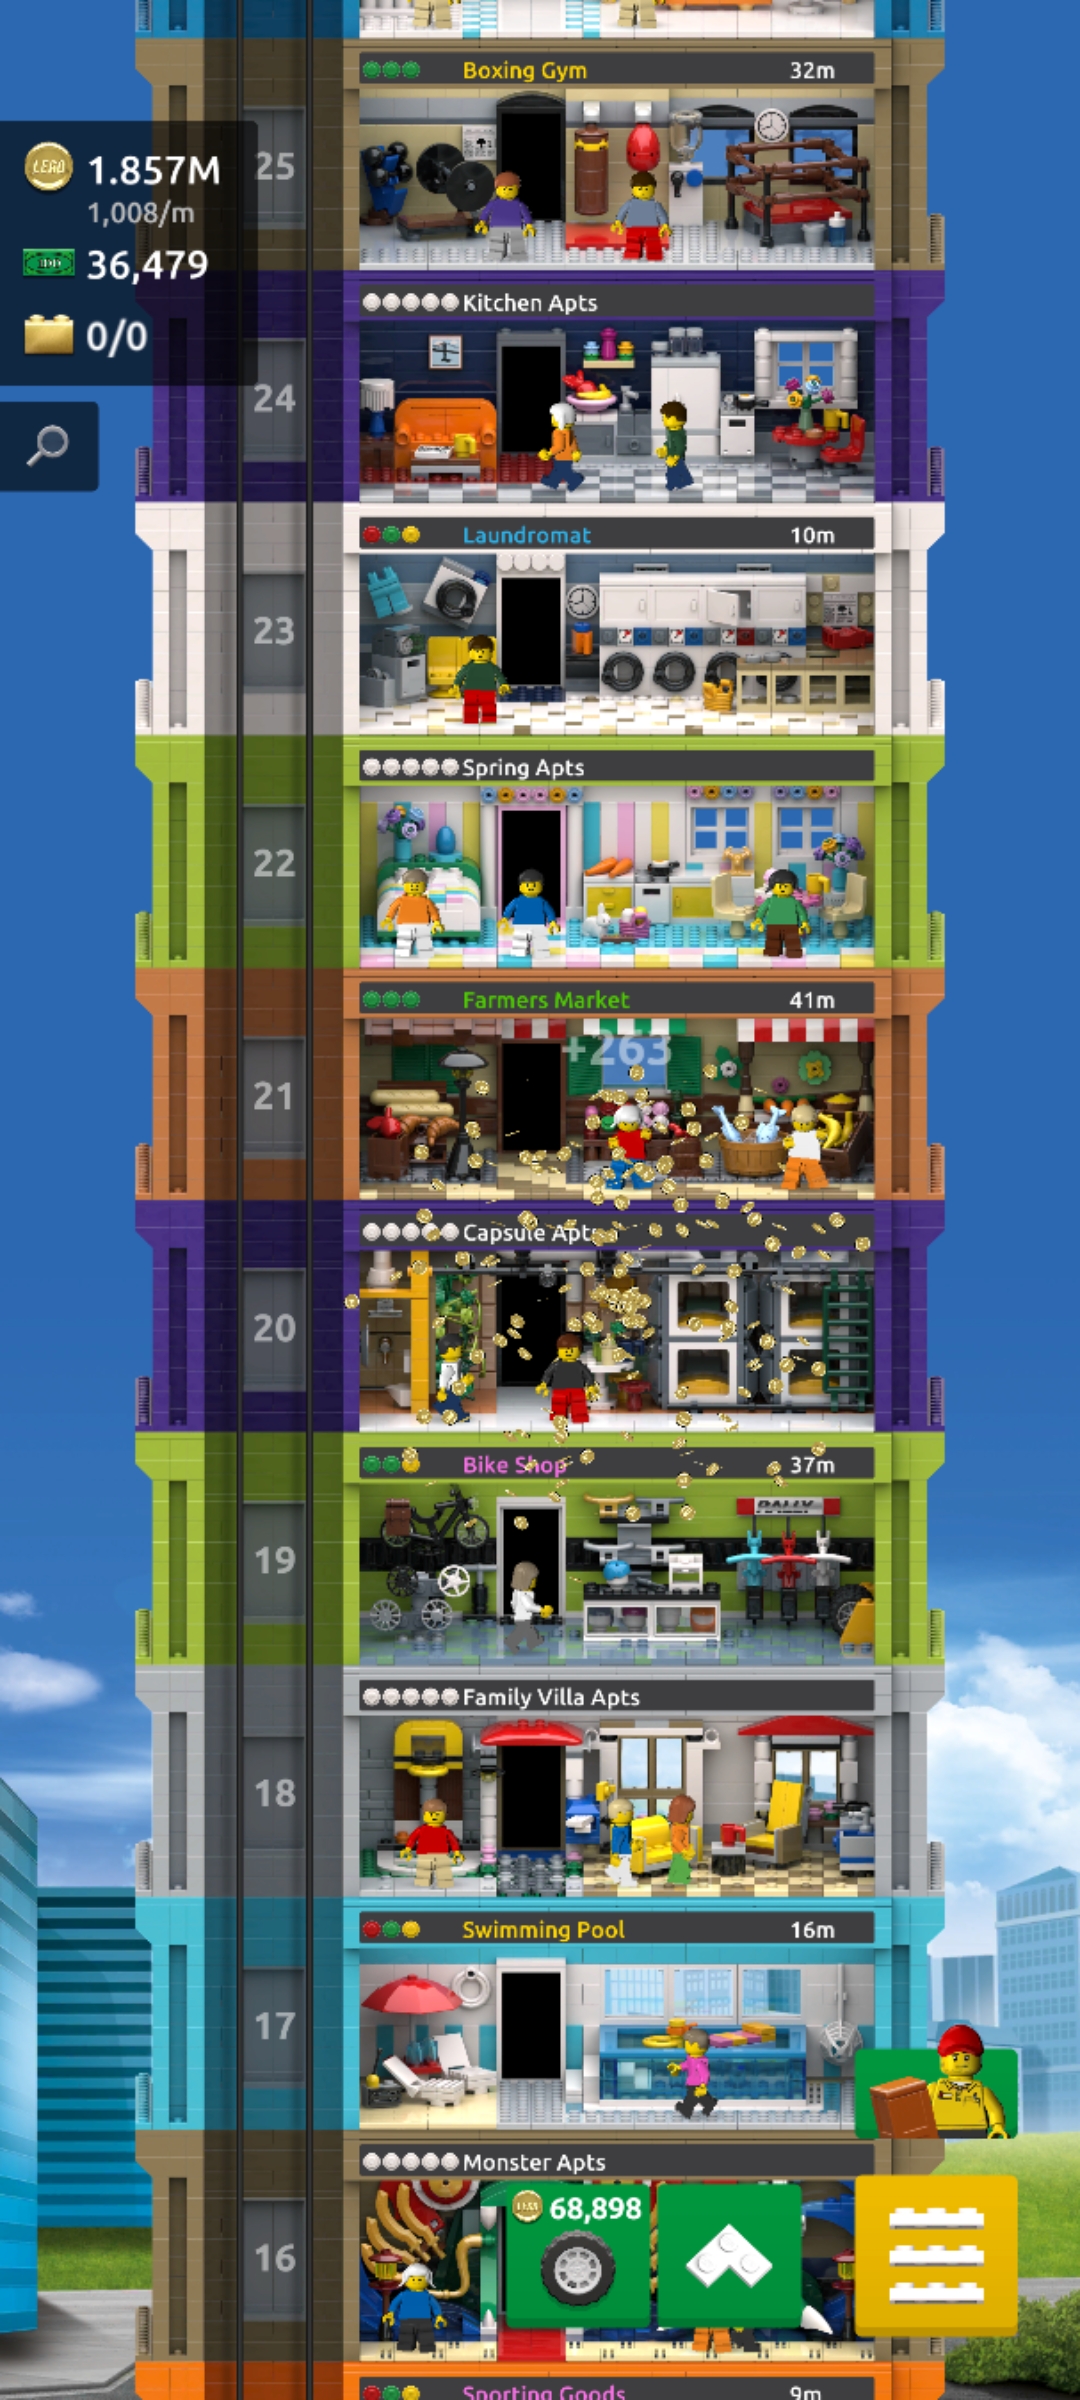 Boxing Gym 32m
25
LEGO 1.857M
1,008/m
36,479
0/0
Kitchen Apts
24
Laundromat 10m
23
Spring Apts
22
Farmers Market 41m
+263
21
Capsule Apts
20
Bike Shop 37m
RALLY
19
Family Villa Apts
18
Swimming Pool 16m
17
Monster Apts
68,898
16
Sporting Goods 9m